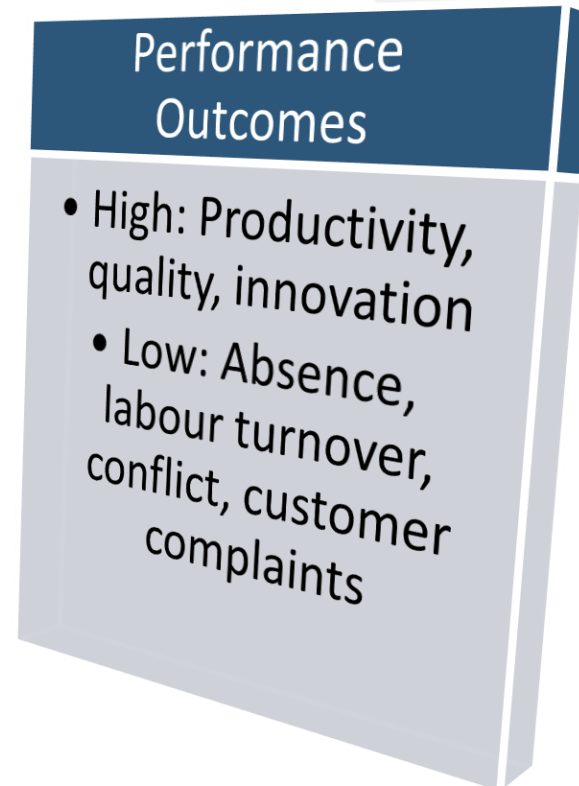 Performance
Outcomes
• High: Productivity,
quality, innovation
• Low: Absence,
labour turnover,
conflict, customer
complaints